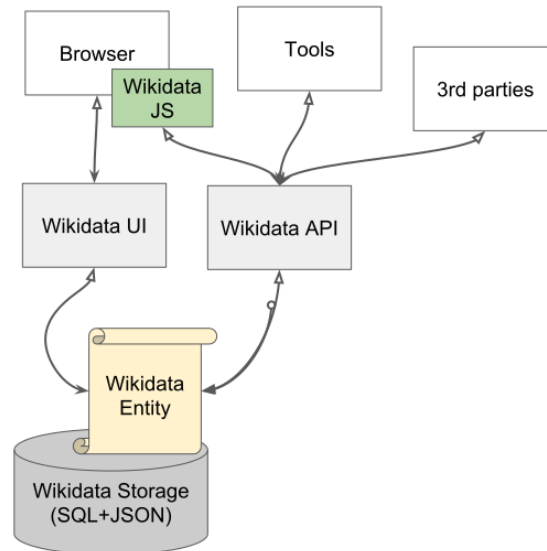 Browser
Wikidata
JS
Tools
3rd parties
Wikidata UI
Wikidata API
Wikidata
Entity
Wikidata Storage
(SQL+JSON)